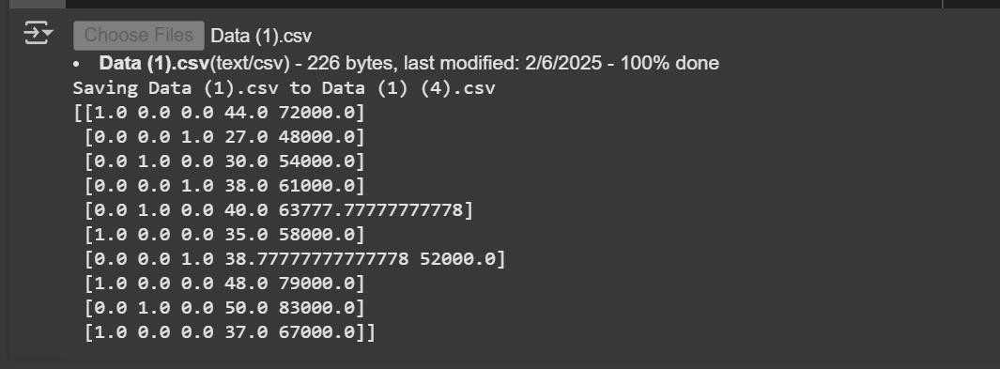 Choose Files Data (1).csv
• Data (1).csv(text/csv) - 226 bytes, last modified: 2/6/2025 - 100% done
Saving Data (1).csv to Data (1) (4).csv
[[1.0 0.0 0.0 44.0 72000.0]
 [0.0 0.0 1.0 27.0 48000.0]
 [0.0 1.0 0.0 30.0 54000.0]
 [0.0 0.0 1.0 38.0 61000.0]
 [0.0 1.0 0.0 40.0 63777.77777777778]
 [1.0 0.0 0.0 35.0 58000.0]
 [0.0 0.0 1.0 38.77777777777778 52000.0]
 [1.0 0.0 0.0 48.0 79000.0]
 [0.0 1.0 0.0 50.0 83000.0]
 [1.0 0.0 0.0 37.0 67000.0]]